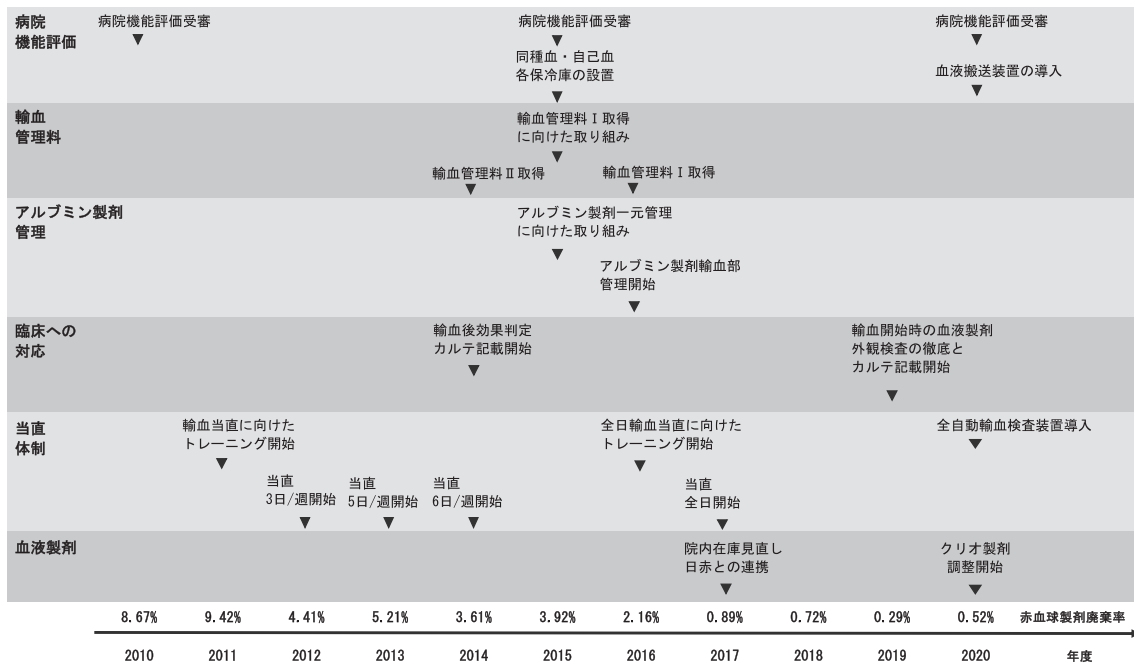 病院
機能評価
病院機能評価受審
▼
病院機能評価受審
▼
同種血・自己血
各保冷庫の設置
▼
病院機能評価受審
▼
血液搬送装置の導入
▼
輸血
管理料
輸血管理料Ⅰ取得
に向けた取り組み
▼
輸血管理料Ⅱ取得
▼
輸血管理料Ⅰ取得
▼
アルブミン製剤
管理
アルブミン製剤一元管理
に向けた取り組み
▼
アルブミン製剤輸血部
管理開始
▼
臨床への
対応
輸血後効果判定
カルテ記載開始
▼
輸血開始時の血液製剤
外観検査の徹底と
カルテ記載開始
▼
当直
体制
輸血当直に向けた
トレーニング開始
▼
当直
3日/週開始
▼
当直
5日/週開始
▼
当直
6日/週開始
▼
全日輸血当直に向けた
トレーニング開始
▼
当直
全日開始
▼
全自動輸血検査装置導入
▼
血液製剤
院内在庫見直し
日赤との連携
▼
クリオ製剤
調整開始
▼
8.67% 9.42% 4.41% 5.21% 3.61% 3.92% 2.16% 0.89% 0.72% 0.29% 0.52% 赤血球製剤廃棄率
2010 2011 2012 2013 2014 2015 2016 2017 2018 2019 2020 年度